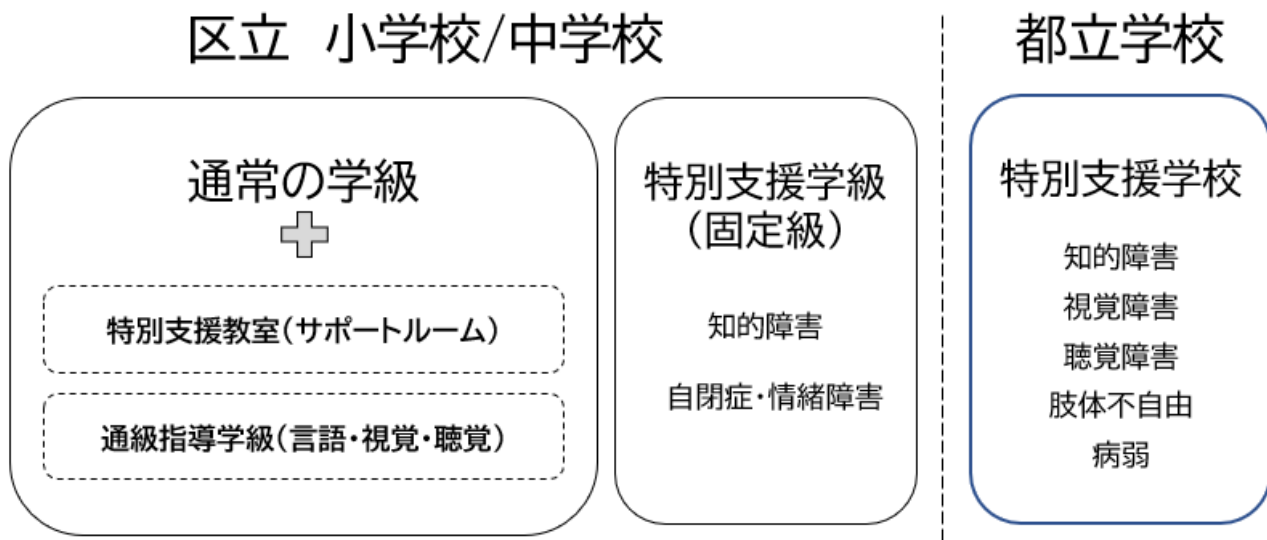 区立 小学校/中学校
通常の学級
特別支援教室(サポートルーム)
通級指導学級(言語・視覚・聴覚)
特別支援学級
(固定級)
知的障害
自閉症・情緒障害
都立学校
特別支援学校
知的障害
視覚障害
聴覚障害
肢体不自由
病弱